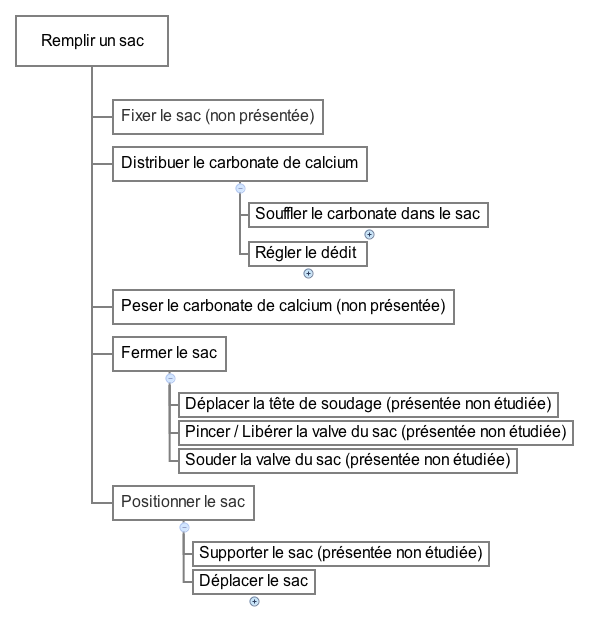 Remplir un sac
Fixer le sac (non présentée)
Distribuer le carbonate de calcium
Souffler le carbonate dans le sac
Régler le dédit
Peser le carbonate de calcium (non présentée)
Fermer le sac
Déplacer la tête de soudage (présentée non étudiée)
Pincer / Libérer la valve du sac (présentée non étudiée)
Souder la valve du sac (présentée non étudiée)
Positionner le sac
Supporter le sac (présentée non étudiée)
Déplacer le sac